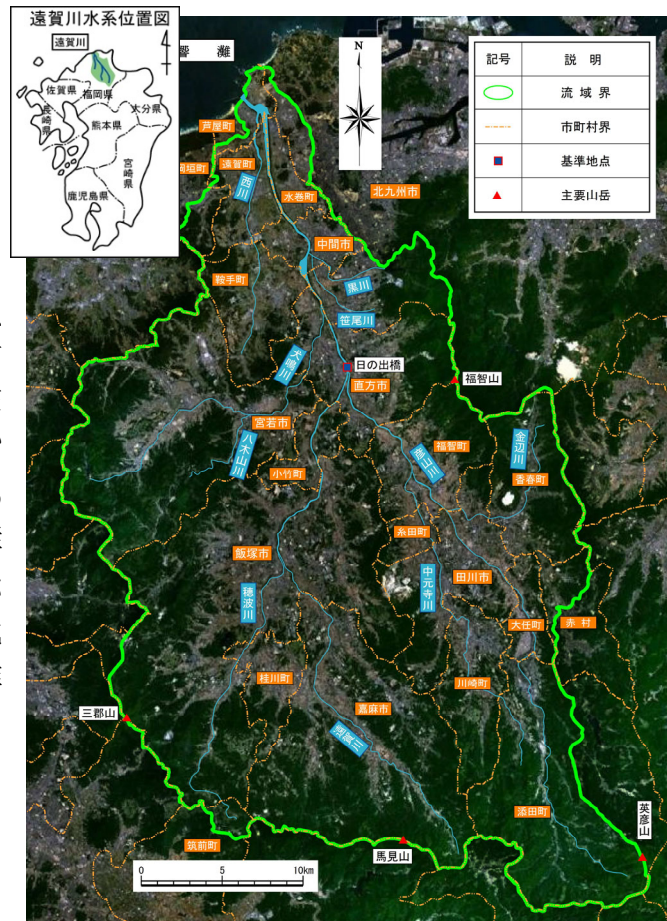 遠賀川水系位置図
遠賀川
佐賀県
福岡県
大分県
長崎県
熊本県
宮崎県
鹿児島県
響 灘
N
記号 説 明
流 域 界
市町村界
基準地点
主要山岳
芦屋町
遠賀町
岡垣町
西川
水巻町
北九州市
中間市
鞍手町
黒川
笹尾川
犬鳴川
日の出橋
直方市
福智山
宮若市
八木山川
小竹町
彦山川
福智町
金辺川
香春町
糸田町
飯塚市
中元寺川
田川市
穂波川
大任町
赤 村
桂川町
川崎町
嘉麻市
三郡山
遠賀川
添田町
英彦山
筑前町
馬見山
0 5 10km